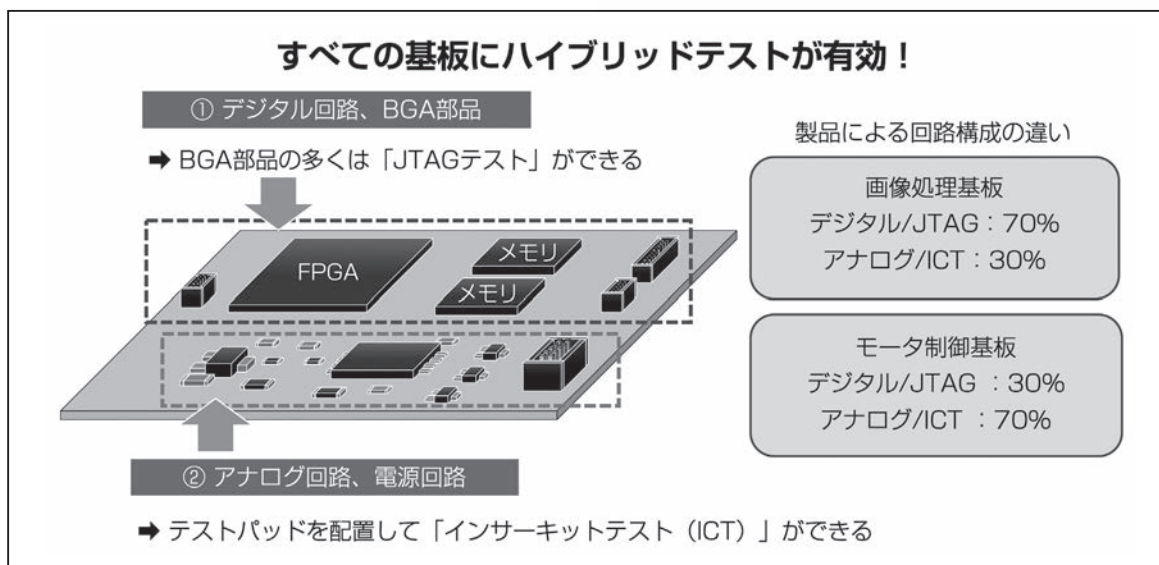 すべての基板にハイブリッドテストが有効！
① デジタル回路、BGA部品
➡ BGA部品の多くは「JTAGテスト」ができる
FPGA
メモリ
メモリ
② アナログ回路、電源回路
➡ テストパッドを配置して「インサーキットテスト（ICT）」ができる
製品による回路構成の違い
画像処理基板
デジタル/JTAG：70%
アナログ/ICT：30%
モータ制御基板
デジタル/JTAG ：30%
アナログ/ICT ：70%